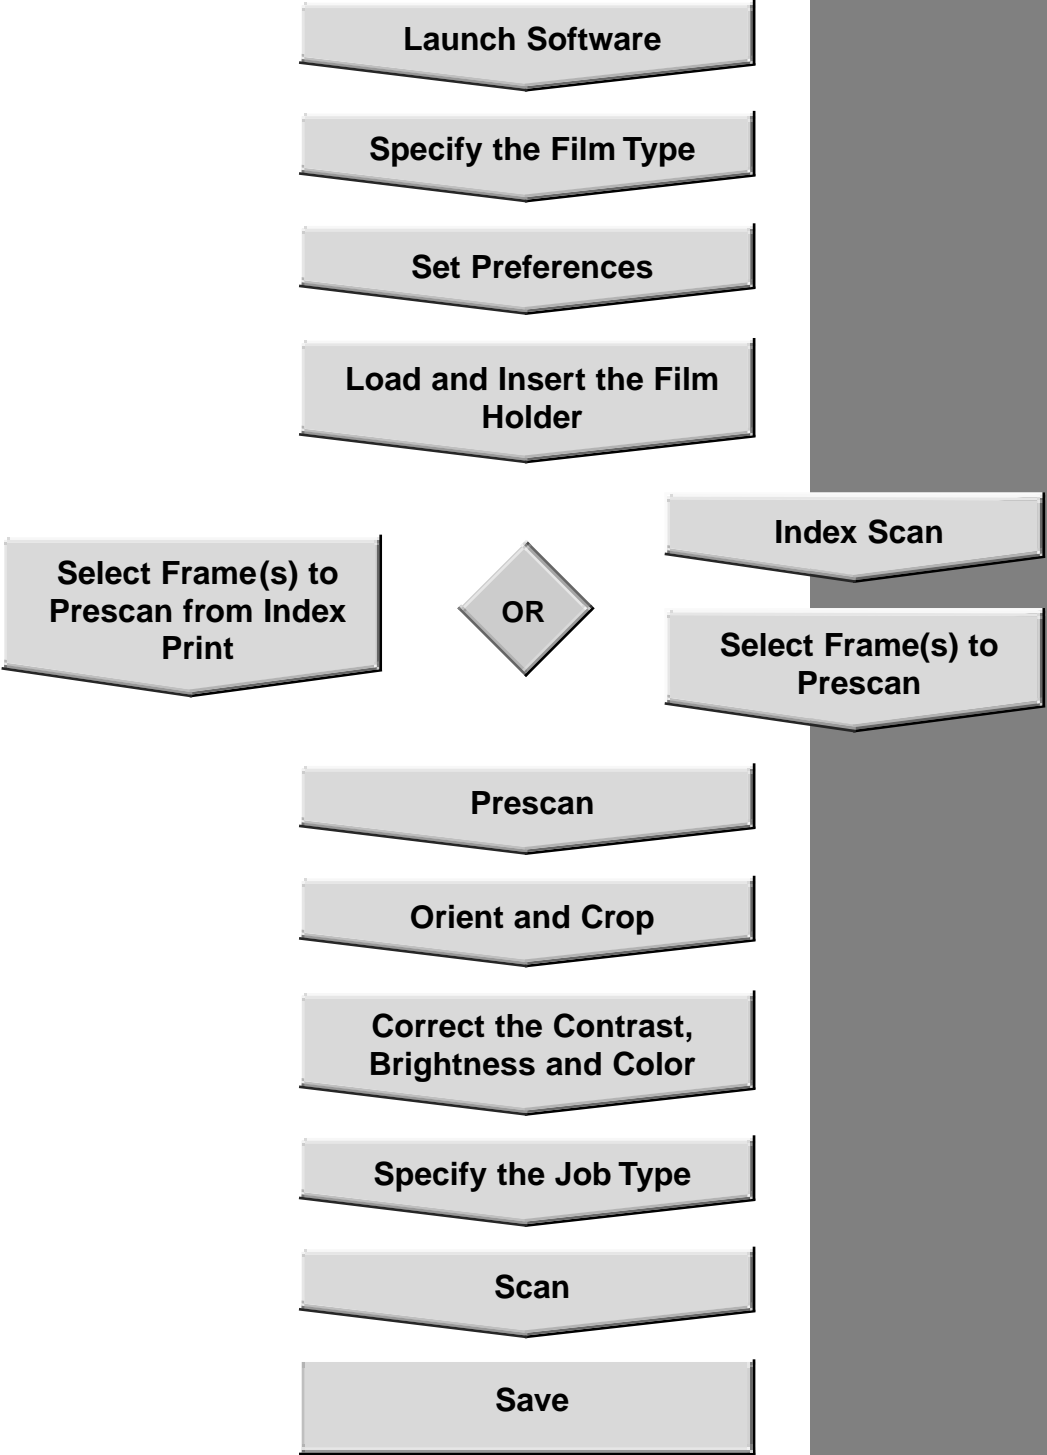 Launch Software
Specify the Film Type
Set Preferences
Load and Insert the Film
Holder
Select Frame(s) to
Prescan from Index
Print
OR
Index Scan
Select Frame(s) to
Prescan
Prescan
Orient and Crop
Correct the Contrast,
Brightness and Color
Specify the Job Type
Scan
Save